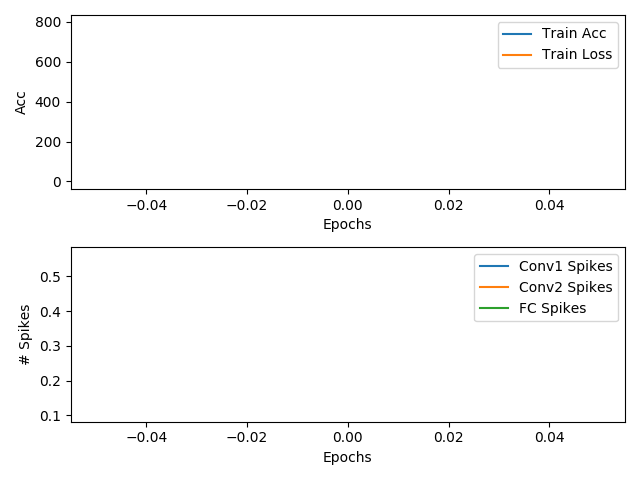 800
600
400
200
0
Acc
Train Acc
Train Loss
−0.04 −0.02 0.00 0.02 0.04
Epochs
0.5
0.4
0.3
0.2
0.1
# Spikes
Conv1 Spikes
Conv2 Spikes
FC Spikes
−0.04 −0.02 0.00 0.02 0.04
Epochs